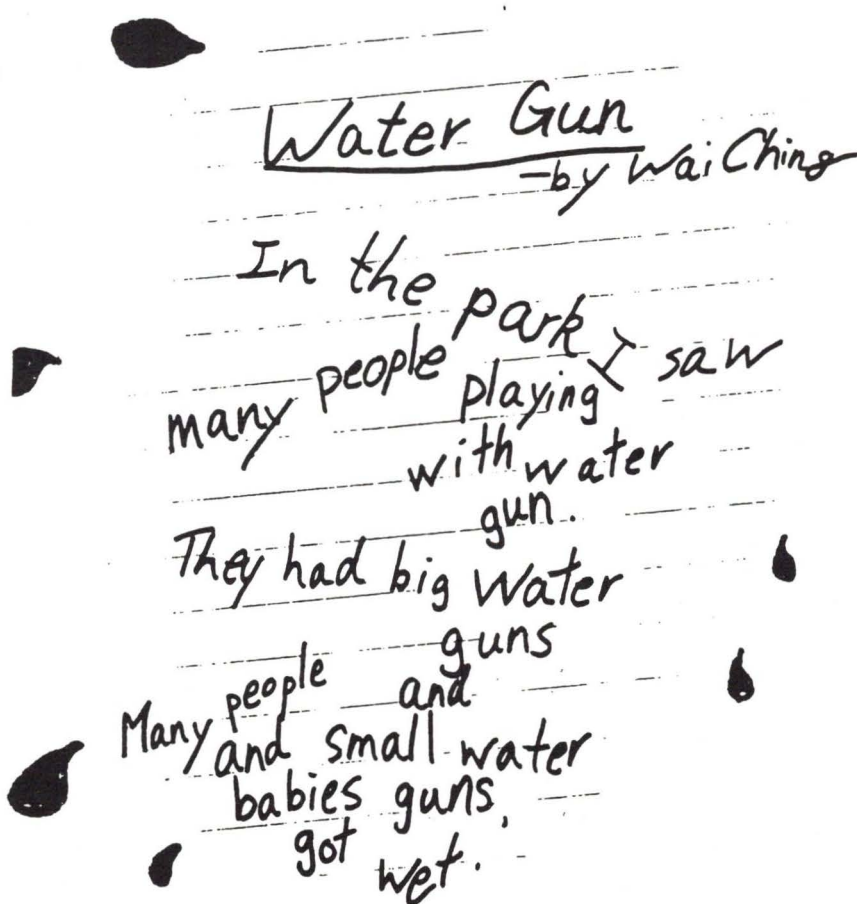 Water Gun
-by Wai Ching
In the park I saw
many people playing
with water
gun.
They had big water
guns
and
small water
guns,
Many people
and
babies
got
wet.